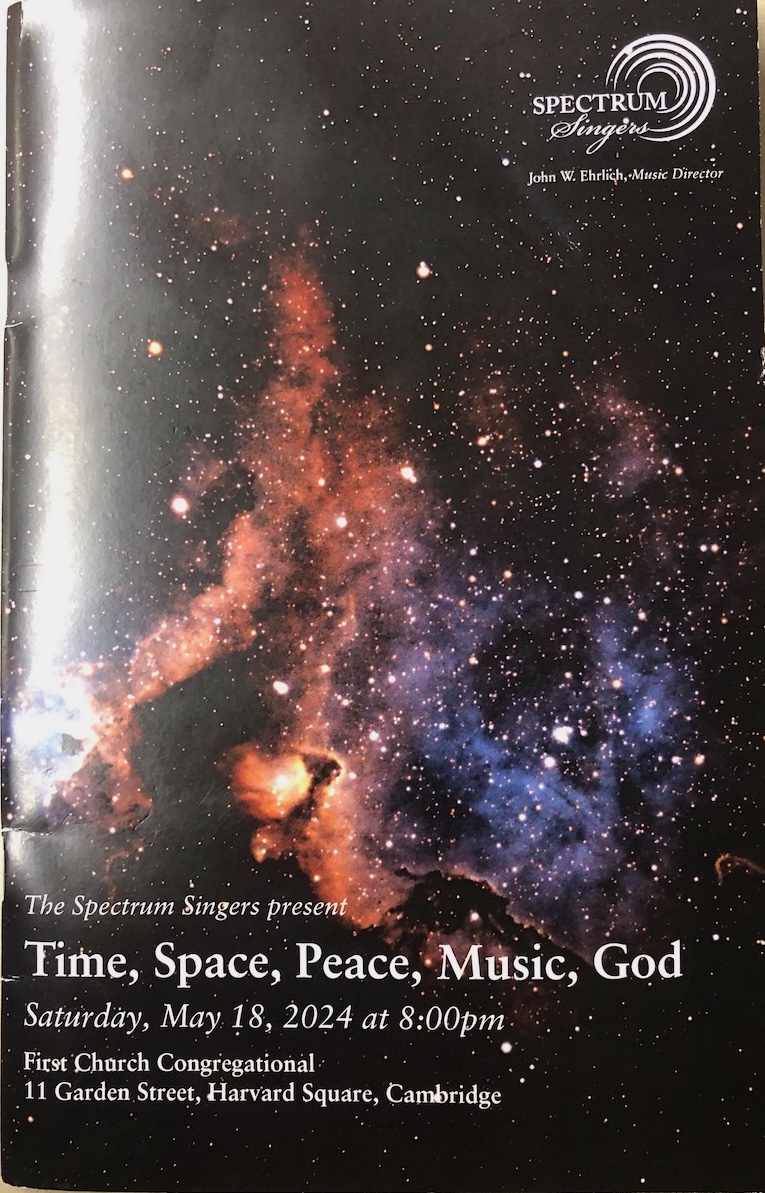 SPECTRUM
Singers
John W. Ehrlich, Music Director
The Spectrum Singers present
Time, Space, Peace, Music, God
Saturday, May 18, 2024 at 8:00pm
First Church Congregational
11 Garden Street, Harvard Square, Cambridge